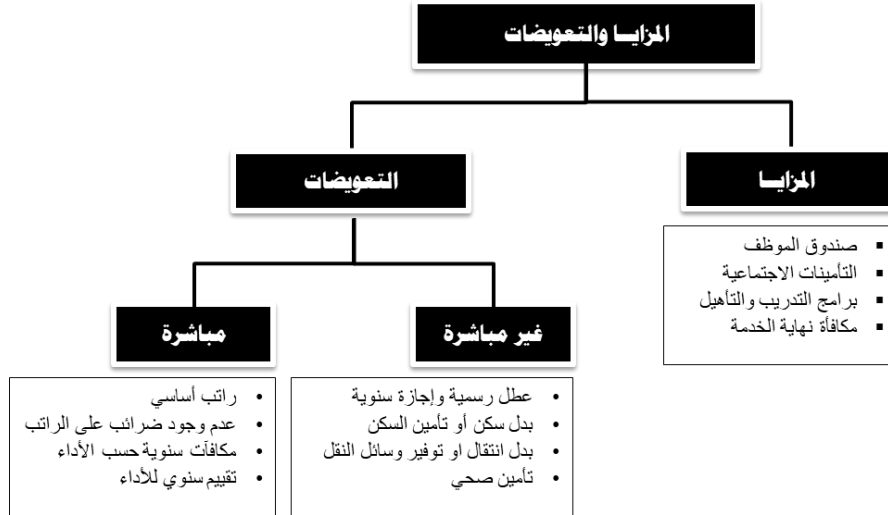 المزايا والتعويضات
المزايا
التعويضات
صندوق الموظف
التأمينات الاجتماعية
برامج التدريب والتأهيل
مكافأة نهاية الخدمة
غير مباشرة
مباشرة
عطل رسمية وإجازة سنوية
بدل سكن أو تأمين السكن
بدل انتقال او توفير وسائل النقل
تأمين صحي
راتب أساسي
عدم وجود ضرائب على الراتب
مكافآت سنوية حسب الأداء
تقييم سنوي للأداء